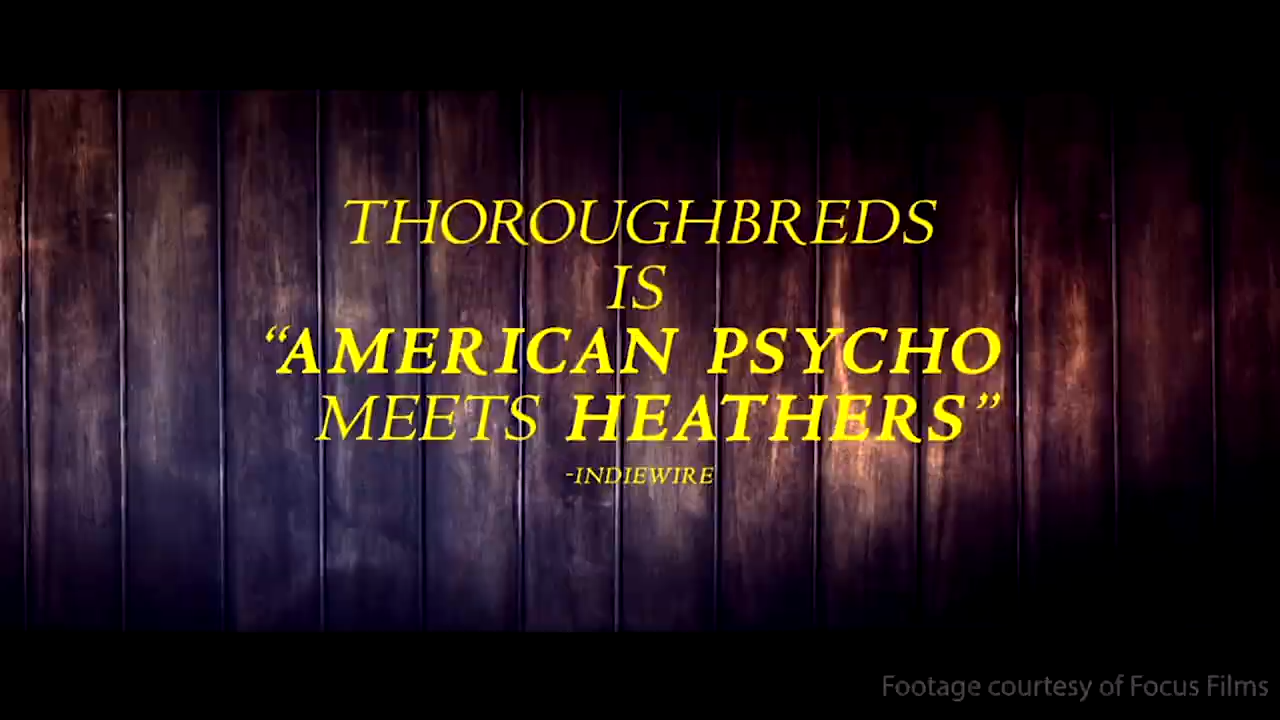 THOROUGHBREDS
IS
“AMERICAN PSYCHO
MEETS HEATHERS”
-INDIEWIRE
Footage courtesy of Focus Films